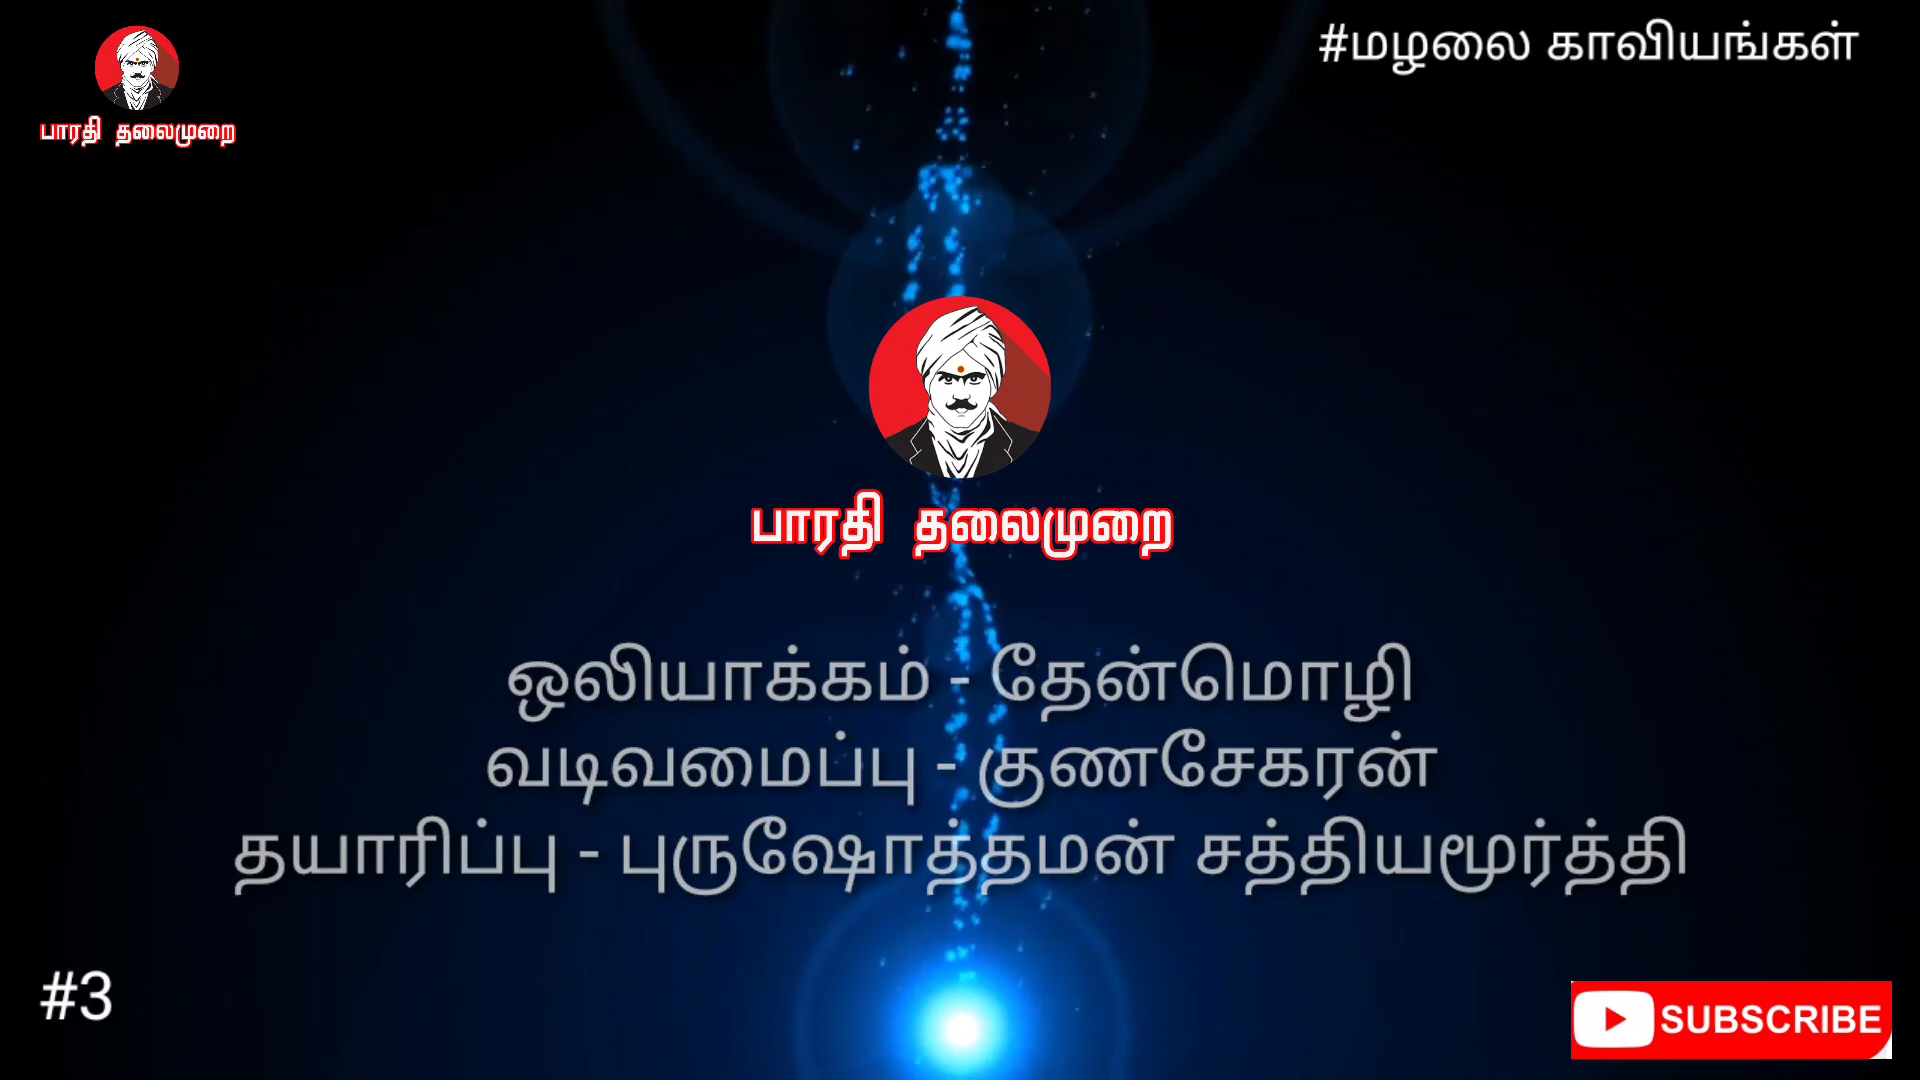 #மழலை காவியங்கள்
பாரதி தலைமுறை
பாரதி தலைமுறை
ஒலியாக்கம் - தேன்மொழி
வடிவமைப்பு - குணசேகரன்
தயாரிப்பு - புருஷோத்தமன் சத்தியமூர்த்தி
#3
SUBSCRIBE